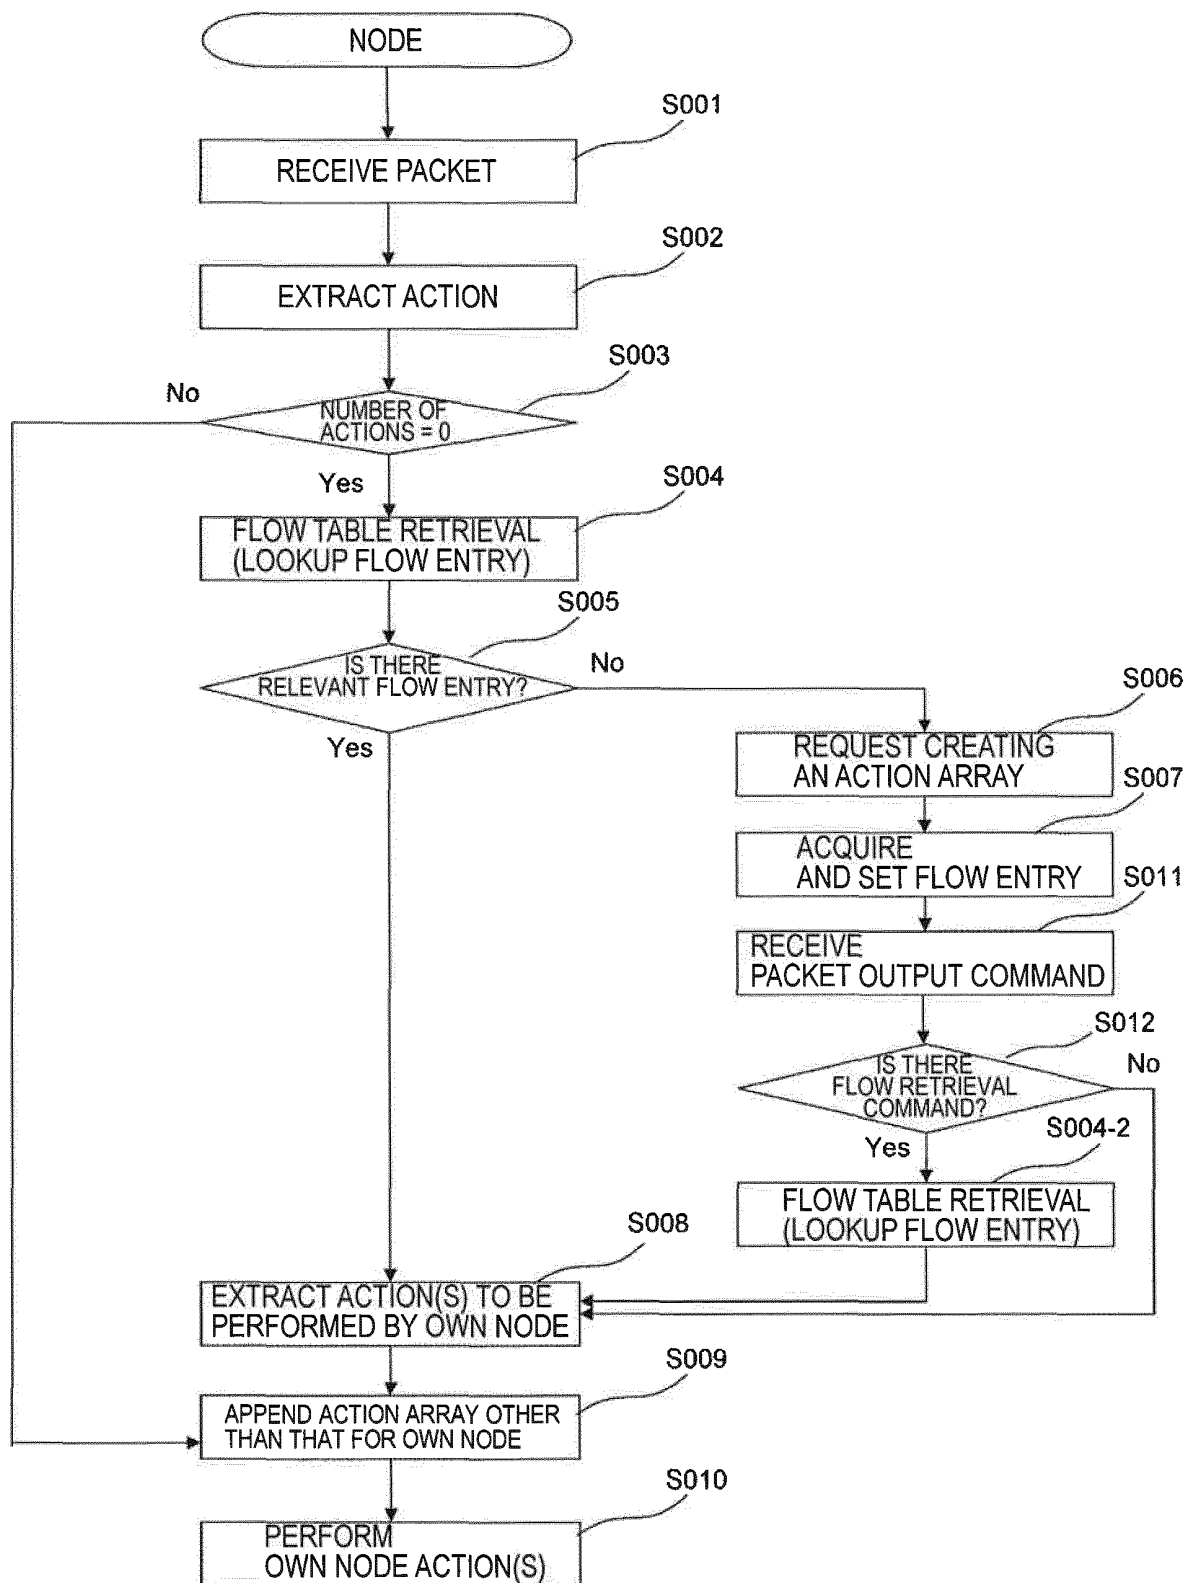 NODE
S001
RECEIVE PACKET
S002
EXTRACT ACTION
S003
No
NUMBER OF
ACTIONS = 0
Yes
S004
FLOW TABLE RETRIEVAL
(LOOKUP FLOW ENTRY)
S005
IS THERE
RELEVANT FLOW ENTRY?
No
Yes
S006
REQUEST CREATING
AN ACTION ARRAY
S007
ACQUIRE
AND SET FLOW ENTRY
S011
RECEIVE
PACKET OUTPUT COMMAND
S012
IS THERE
FLOW RETRIEVAL
COMMAND?
No
Yes
S004-2
FLOW TABLE RETRIEVAL
(LOOKUP FLOW ENTRY)
S008
EXTRACT ACTION(S) TO BE
PERFORMED BY OWN NODE
S009
APPEND ACTION ARRAY OTHER
THAN THAT FOR OWN NODE
S010
PERFORM
OWN NODE ACTION(S)